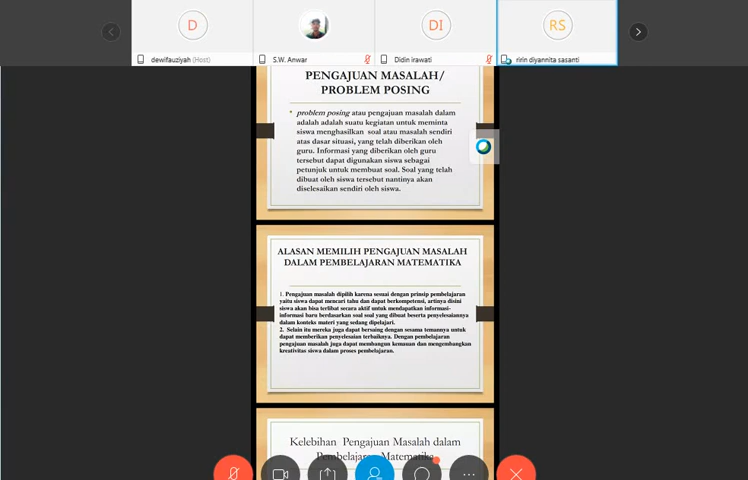 D
DI
RS
dewifauziyah (Host)
S.W. Anwar
Didin irawati
ririn diyannita sasanti
PENGAJUAN MASALAH/
PROBLEM POSING
• problem posing atau pengajuan masalah dalam
adalah adalah suatu kegiatan untuk meminta
siswa menghasilkan soal atau masalah sendiri
atas dasar situasi, yang telah diberikan oleh
guru. Informasi yang diberikan oleh guru
tersebut dapat digunakan siswa sebagai
petunjuk untuk membuat soal. Soal yang telah
dibuat oleh siswa tersebut nantinya akan
diselesaikan sendiri oleh siswa.
ALASAN MEMILIH PENGAJUAN MASALAH
DALAM PEMBELAJARAN MATEMATIKA
1. Pengajuan masalah dipilih karena sesuai dengan prinsip pembelajaran
yaitu siswa dapat mencari tahu dan dapat berkompetensi, artinya disini
siswa akan bisa terlibat secara aktif untuk mendapatkan informasi-
informasi baru berdasarkan soal soal yang dibuat beserta penyelesaiannya
dalam konteks materi yang sedang dipelajari.
2. Selain itu mereka juga dapat bersaing dengan sesama temannya untuk
dapat memberikan penyelesaian terbaiknya. Dengan pembelajaran
pengajuan masalah juga dapat membangun kemauan dan mengembangkan
kreativitas siswa dalam proses pembelajaran.
Kelebihan Pengajuan Masalah dalam
Pembelajaran Matematika